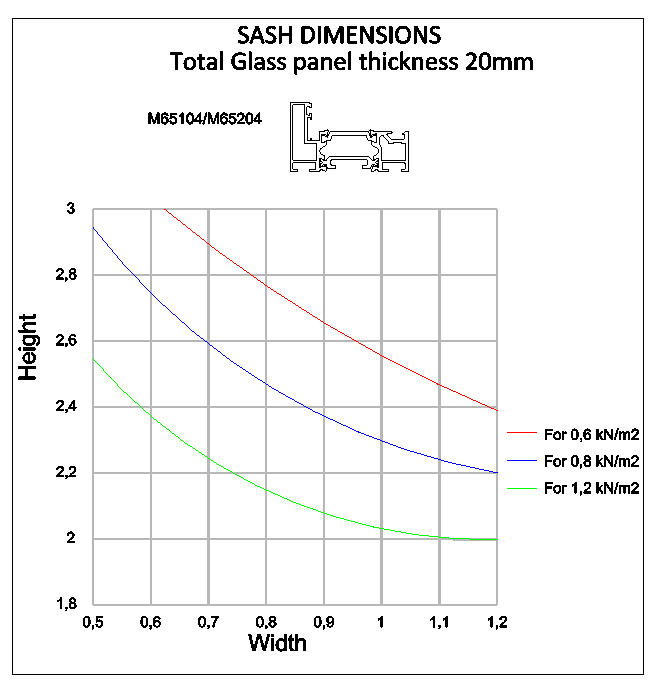 SASH DIMENSIONS
Total Glass panel thickness 20mm
M65104/M65204
3
2,8
2,6
2,4
2,2
2
1,8
Height
0,5 0,6 0,7 0,8 0,9 1 1,1 1,2
Width
For 0,6 kN/m2
For 0,8 kN/m2
For 1,2 kN/m2